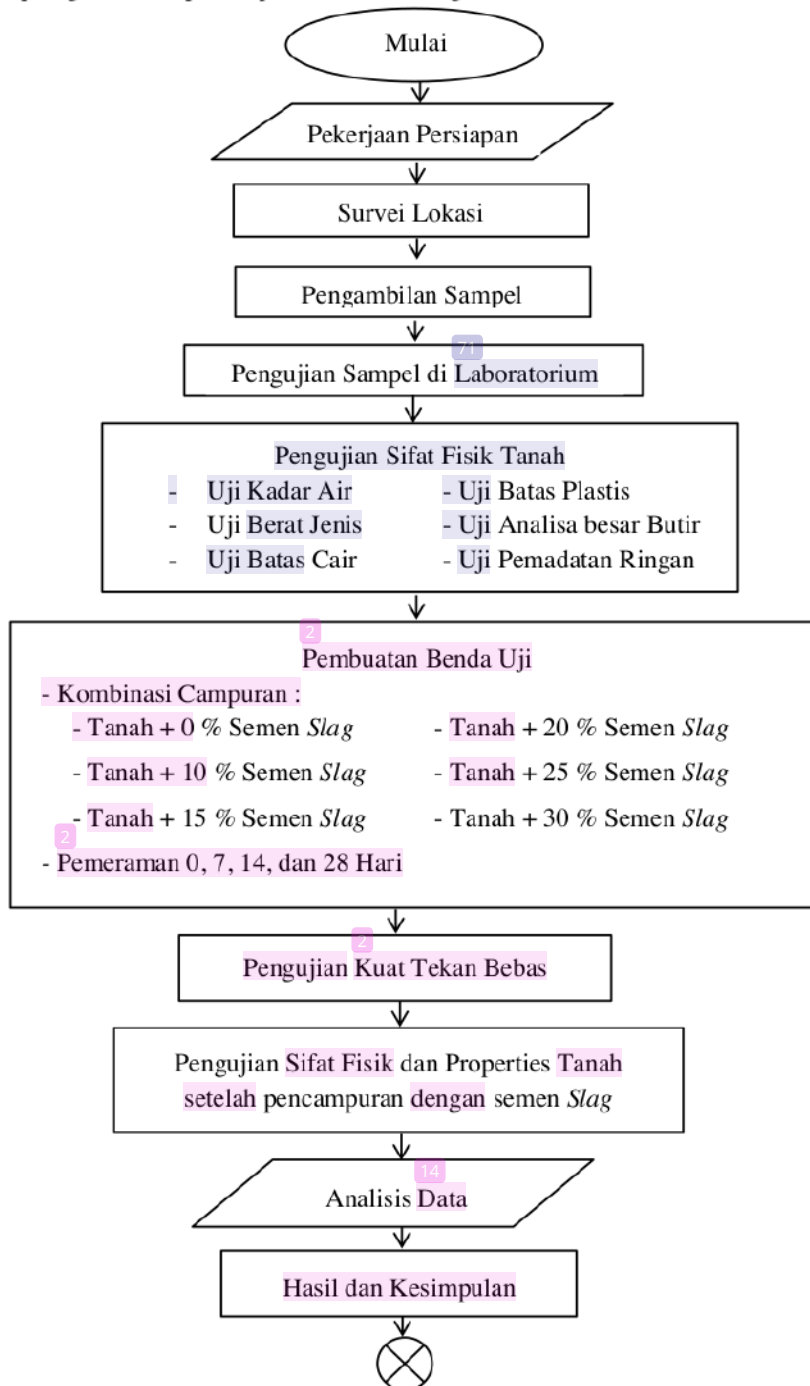 Mulai
Pekerjaan Persiapan
Survei Lokasi
Pengambilan Sampel
71
Pengujian Sampel di Laboratorium
Pengujian Sifat Fisik Tanah
- Uji Kadar Air - Uji Batas Plastis
- Uji Berat Jenis - Uji Analisa besar Butir
- Uji Batas Cair - Uji Pemadatan Ringan
2
Pembuatan Benda Uji
- Kombinasi Campuran :
- Tanah + 0 % Semen Slag - Tanah + 20 % Semen Slag
- Tanah + 10 % Semen Slag - Tanah + 25 % Semen Slag
- Tanah + 15 % Semen Slag - Tanah + 30 % Semen Slag
2
- Pemeraman 0, 7, 14, dan 28 Hari
2
Pengujian Kuat Tekan Bebas
Pengujian Sifat Fisik dan Properties Tanah
setelah pencampuran dengan semen Slag
14
Analisis Data
Hasil dan Kesimpulan